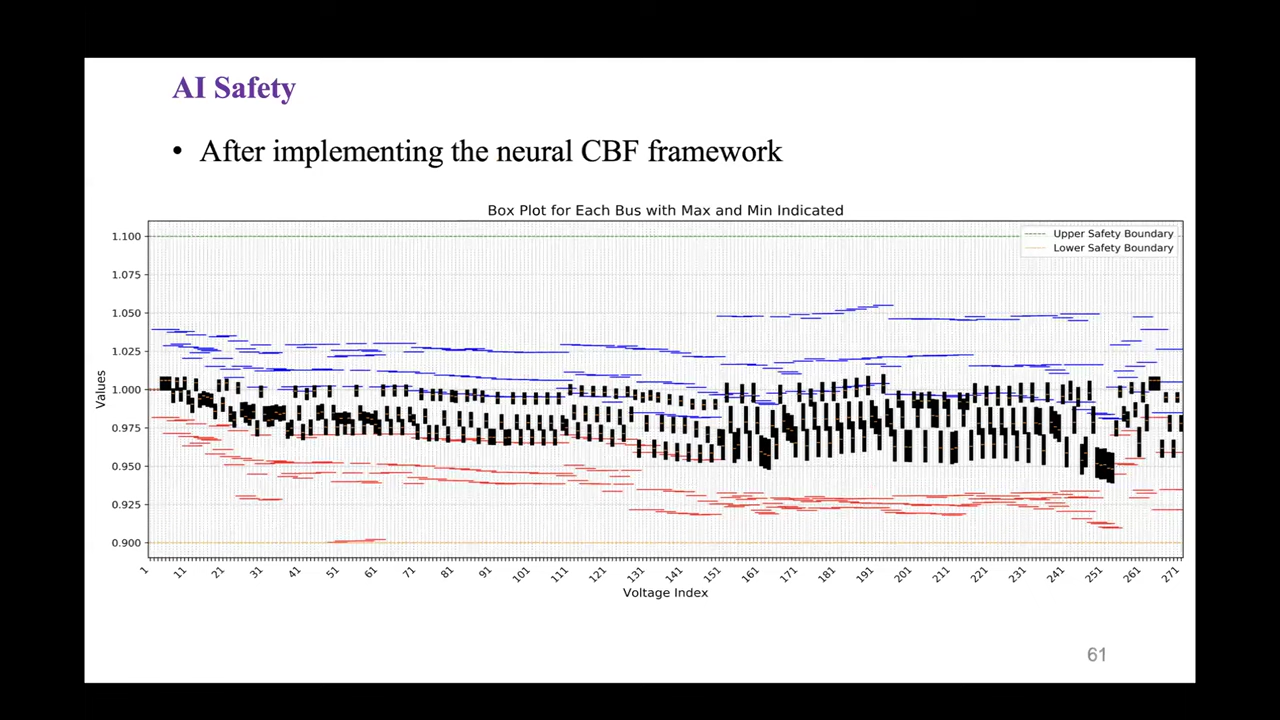 AI Safety
• After implementing the neural CBF framework
Box Plot for Each Bus with Max and Min Indicated
Upper Safety Boundary
Lower Safety Boundary
1.100
1.075
1.050
1.025
1.000
0.975
0.950
0.925
0.900
Values
1 11 21 31 41 51 61 71 81 91 101 111 121 131 141 151 161 171 181 191 201 211 221 231 241 251 261 271
Voltage Index
61